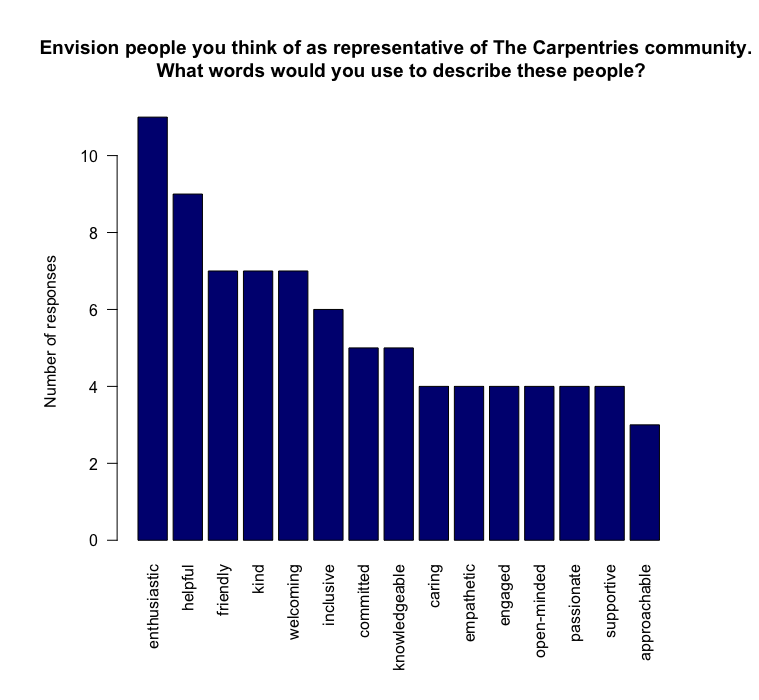 Envision people you think of as representative of The Carpentries community.
What words would you use to describe these people?
Number of responses
10
8
6
4
2
0
enthusiastic
helpful
friendly
kind
welcoming
inclusive
committed
knowledgeable
caring
empathetic
engaged
open-minded
passionate
supportive
approachable